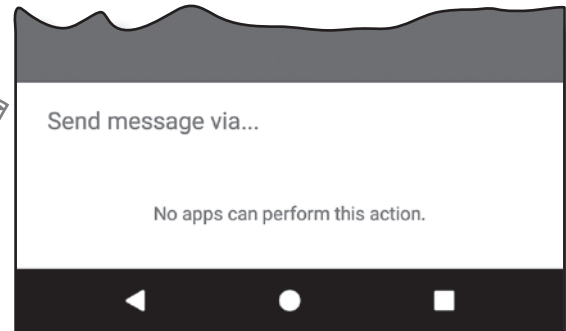 Send message via...
No apps can perform this action.